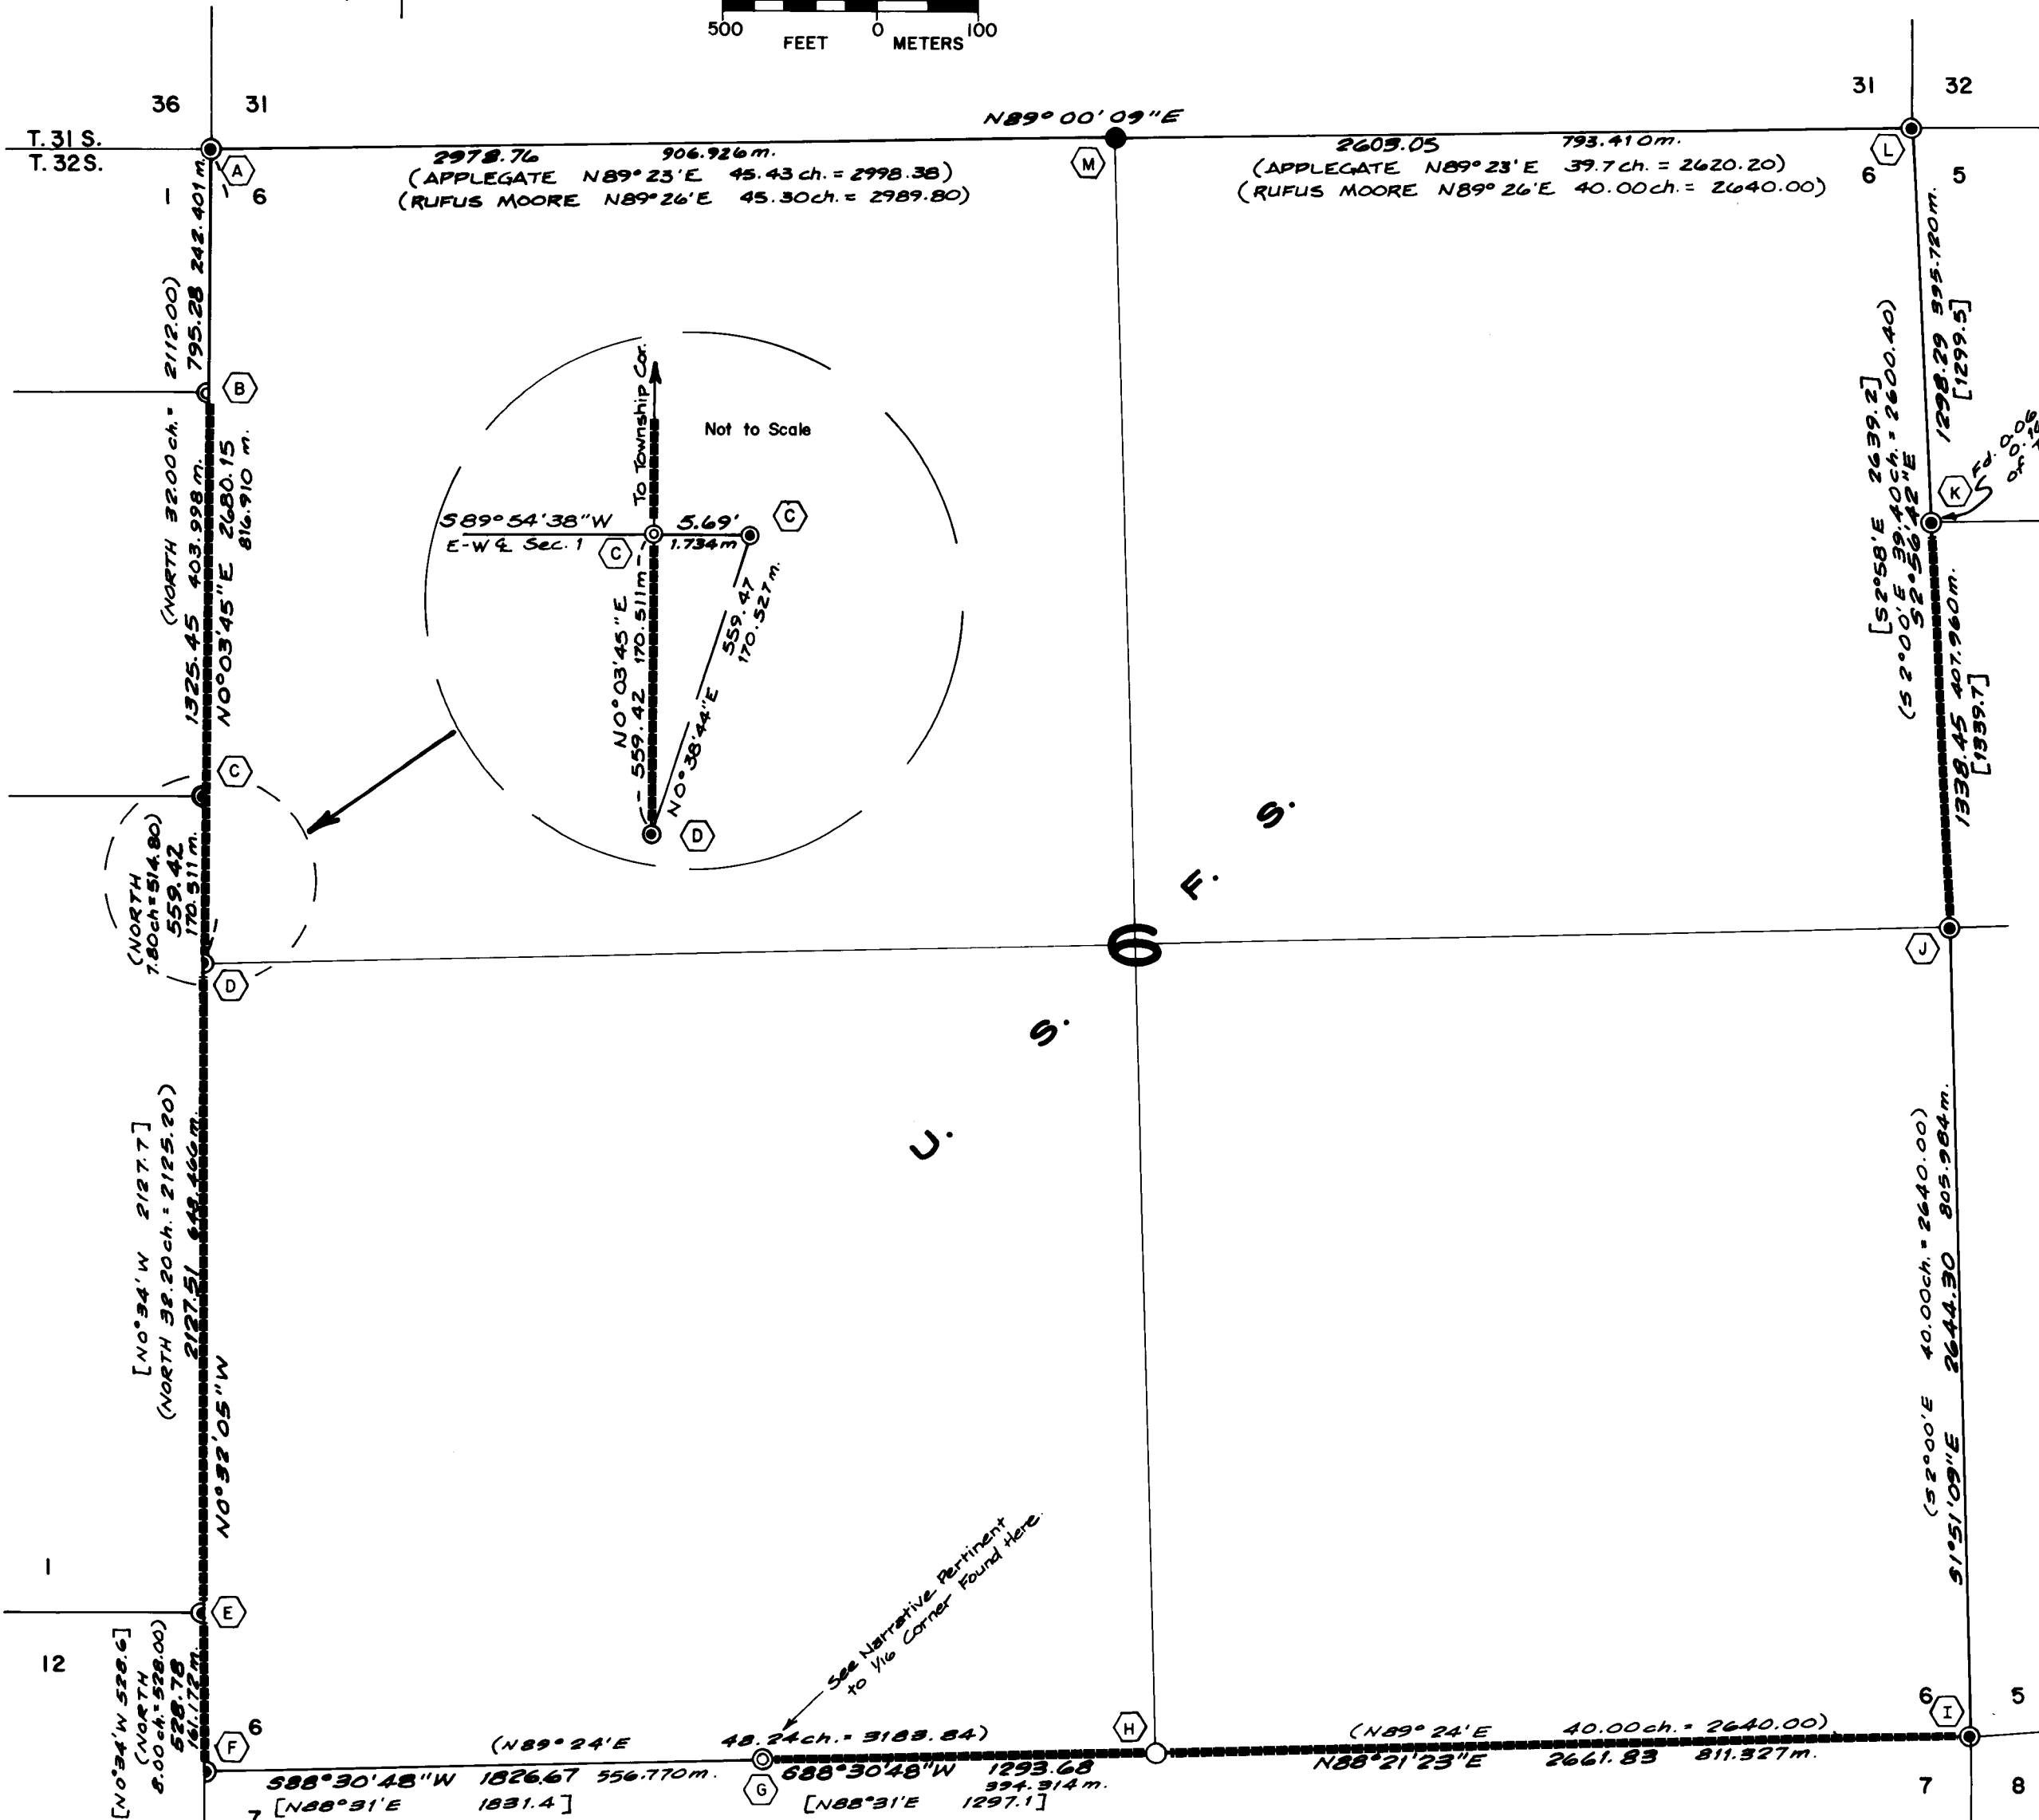 500 0 100
FEET METERS
36 31
31 32
T. 31 S.
T. 32 S.
N89°00'09"E
A
6
M
L
6 5
2978.76 906.926m.
(APPLEGATE N89°23'E 45.43 ch. = 2998.38)
(RUFUS MOORE N89°26'E 45.30ch. = 2989.80)
2603.05 793.410m.
(APPLEGATE N89°23'E 39.7 ch. = 2620.20)
(RUFUS MOORE N89°26'E 40.00ch. = 2640.00)
(NORTH 32.00ch. = 2112.00)
795.28 242.401m.
B
1325.45 403.998m.
N0°03'45"E 2680.15
816.910 m.
C
(NORTH
7.80ch=514.80)
559.42
170.511m.
D
To Township Cor.
Not to Scale
S89°54'38"W
E-W ℄ Sec. 1
5.69'
1.734m
C
C
N0°03'45"E
559.42 170.511m
N0°38'44"E
559.47
170.527m.
D
1298.29 395.720m.
[1299.5]
[S2°58'E 2639.2]
(S2°00'E 39.40ch. = 2600.40)
S2°56'42"E
K
Fd. 0.06
1338.45 407.960m.
[1339.7]
J
6
U. S. F. S.
[N0°34'W 2127.7]
(NORTH 38.20ch. = 2125.20)
2127.51 648.466m.
N0°32'05"W
(S2°00'E 40.00ch. = 2640.00)
S1°51'09"E 2644.30 805.984m.
1
E
12
[N0°34'W 528.6]
(NORTH
8.00ch.=528.00)
528.78
161.172m.
6
F
See Narrative Pertinent
to 1/16 Corner Found Here.
H
6
I
5
(N89°24'E 48.24ch. = 3183.84)
(N89°24'E 40.00ch. = 2640.00)
S88°30'48"W 1826.67 556.770m.
G
S88°30'48"W 1293.68
394.314m.
N88°21'23"E 2661.83 811.327m.
7
[N88°31'E 1831.4]
[N88°31'E 1297.1]
7 8